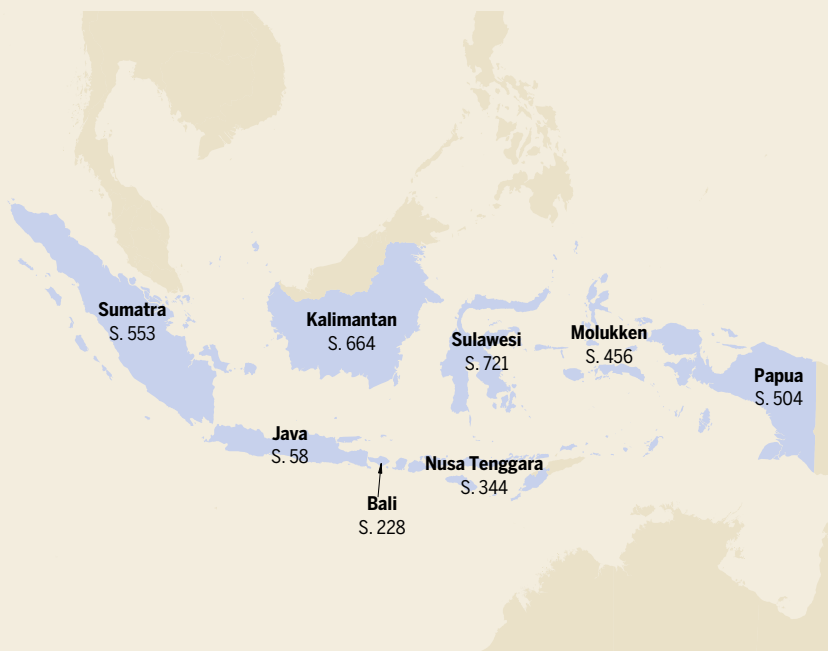 Sumatra
S. 553
Kalimantan
S. 664
Sulawesi
S. 721
Molukken
S. 456
Papua
S. 504
Java
S. 58
Nusa Tenggara
S. 344
Bali
S. 228